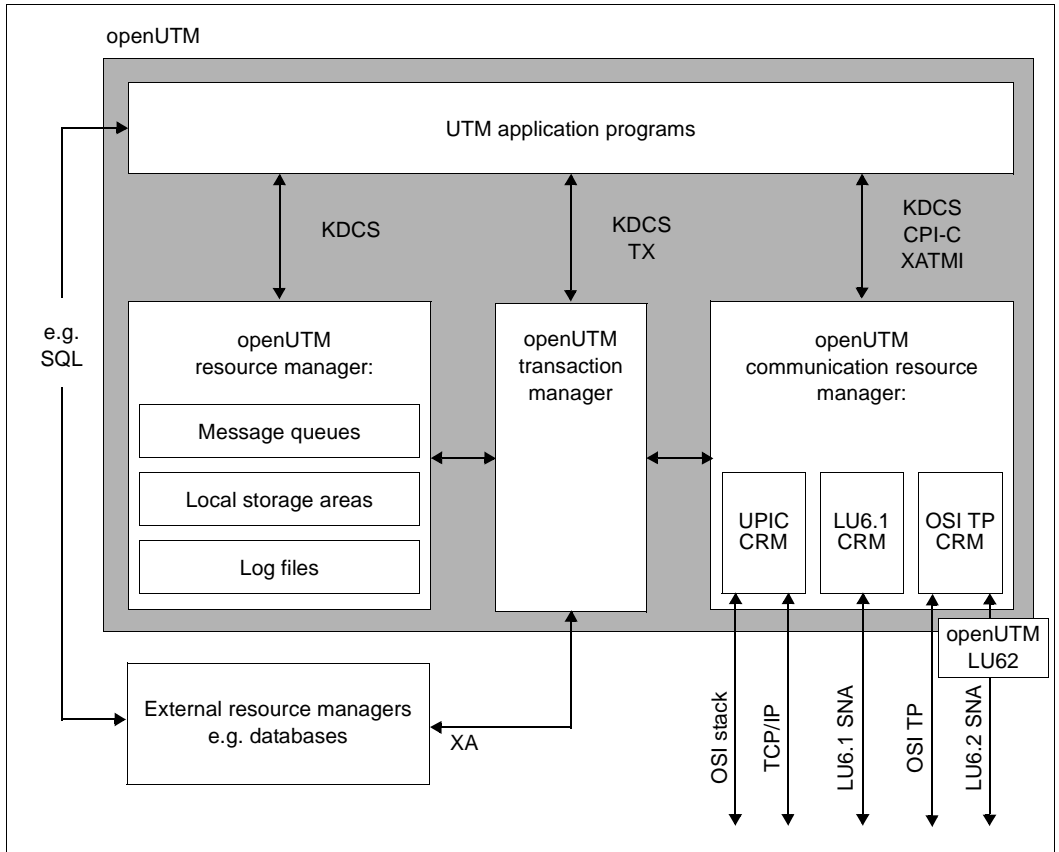 openUTM
UTM application programs
KDCS
KDCS
TX
KDCS
CPI-C
XATMI
e.g.
SQL
openUTM
resource manager:
Message queues
Local storage areas
Log files
openUTM
transaction
manager
openUTM
communication resource
manager:
UPIC
CRM
LU6.1
CRM
OSI TP
CRM
openUTM
LU62
External resource managers
e.g. databases
XA
OSI stack
TCP/IP
LU6.1 SNA
OSI TP
LU6.2 SNA